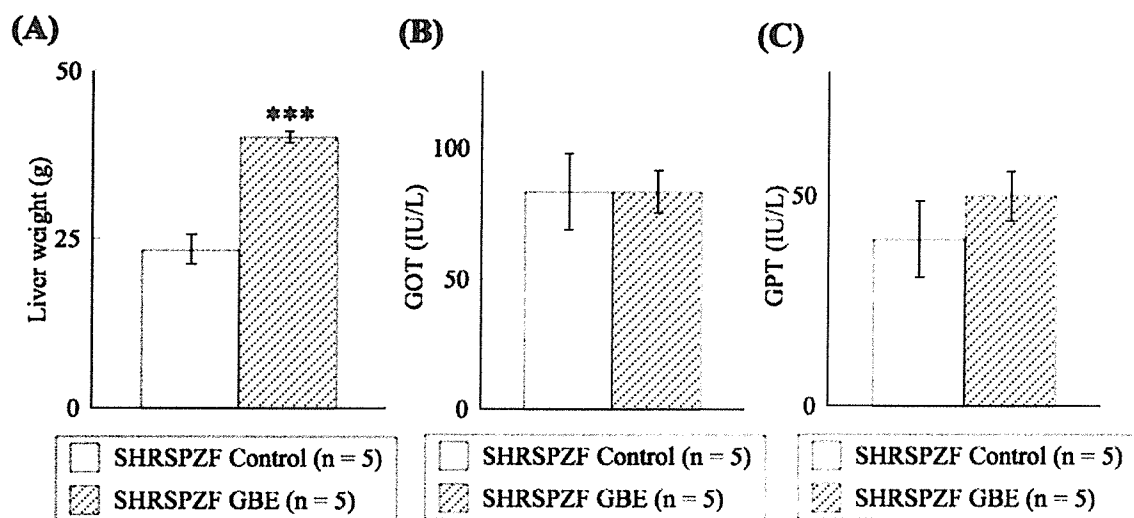 (A)
50
25
0
Liver weight (g)
***
SHRSPZF Control (n = 5)
SHRSPZF GBE (n = 5)
(B)
100
50
0
GOT (IU/L)
SHRSPZF Control (n = 5)
SHRSPZF GBE (n = 5)
(C)
50
0
GPT (IU/L)
SHRSPZF Control (n = 5)
SHRSPZF GBE (n = 5)